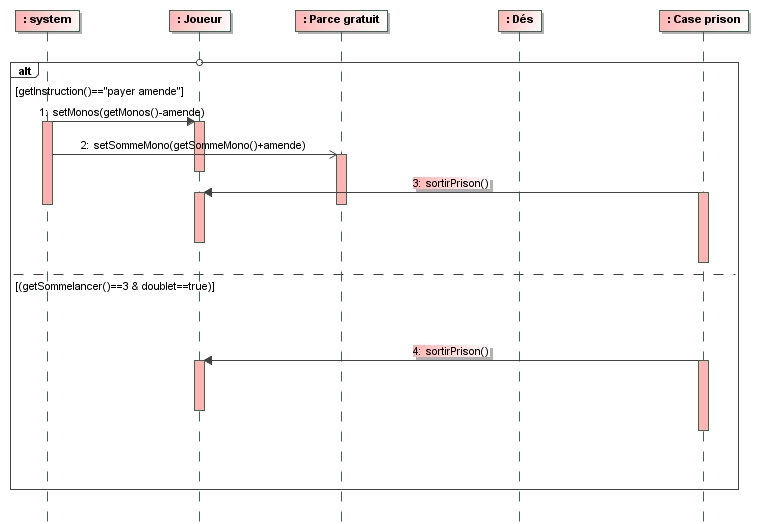 : system
: Joueur
: Parce gratuit
: Dés
: Case prison
alt
[getInstruction()=="payer amende"]
1: setMonos(getMonos()-amende)
2: setSommeMono(getSommeMono()+amende)
3: sortirPrison()
[(getSommelancer()==3 & doublet==true)]
4: sortirPrison()